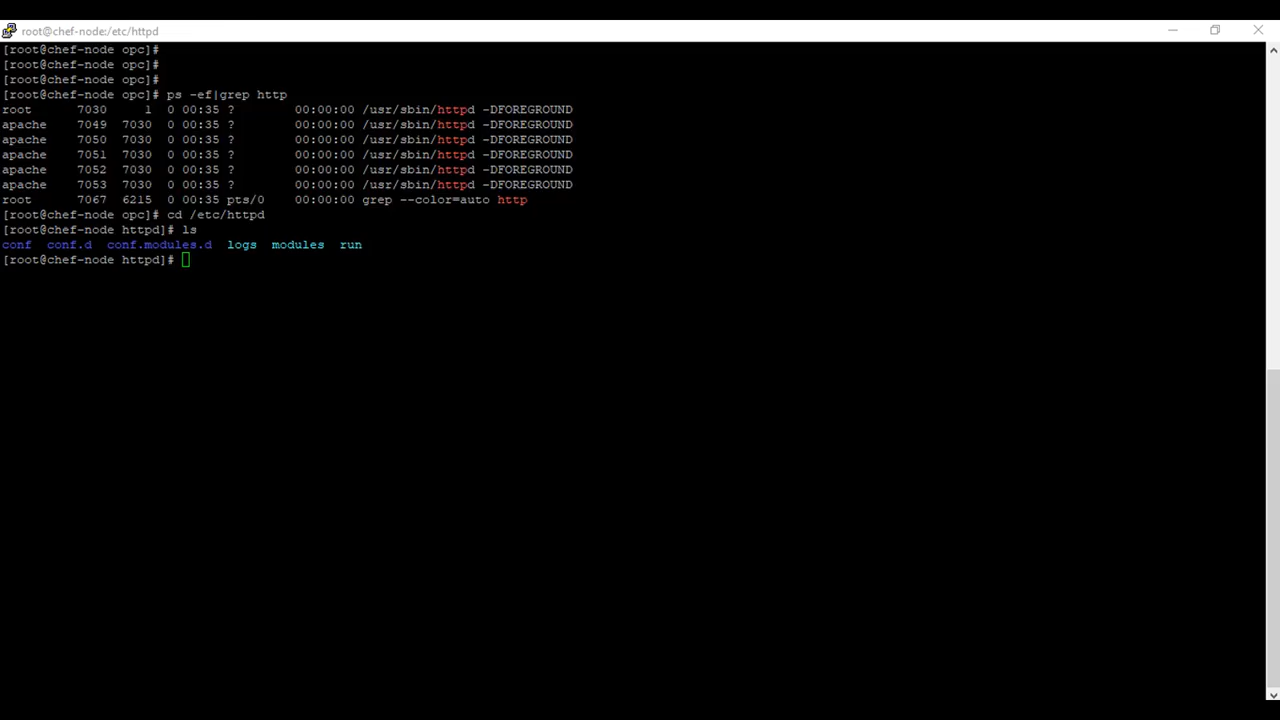 root@chef-node:/etc/httpd
[root@chef-node opc]#
[root@chef-node opc]#
[root@chef-node opc]#
[root@chef-node opc]# ps -ef|grep http
root      7030     1  0 00:35 ?        00:00:00 /usr/sbin/httpd -DFOREGROUND
apache    7049  7030  0 00:35 ?        00:00:00 /usr/sbin/httpd -DFOREGROUND
apache    7050  7030  0 00:35 ?        00:00:00 /usr/sbin/httpd -DFOREGROUND
apache    7051  7030  0 00:35 ?        00:00:00 /usr/sbin/httpd -DFOREGROUND
apache    7052  7030  0 00:35 ?        00:00:00 /usr/sbin/httpd -DFOREGROUND
apache    7053  7030  0 00:35 ?        00:00:00 /usr/sbin/httpd -DFOREGROUND
root      7067  6215  0 00:35 pts/0    00:00:00 grep --color=auto http
[root@chef-node opc]# cd /etc/httpd
[root@chef-node httpd]# ls
conf  conf.d  conf.modules.d  logs  modules  run
[root@chef-node httpd]#